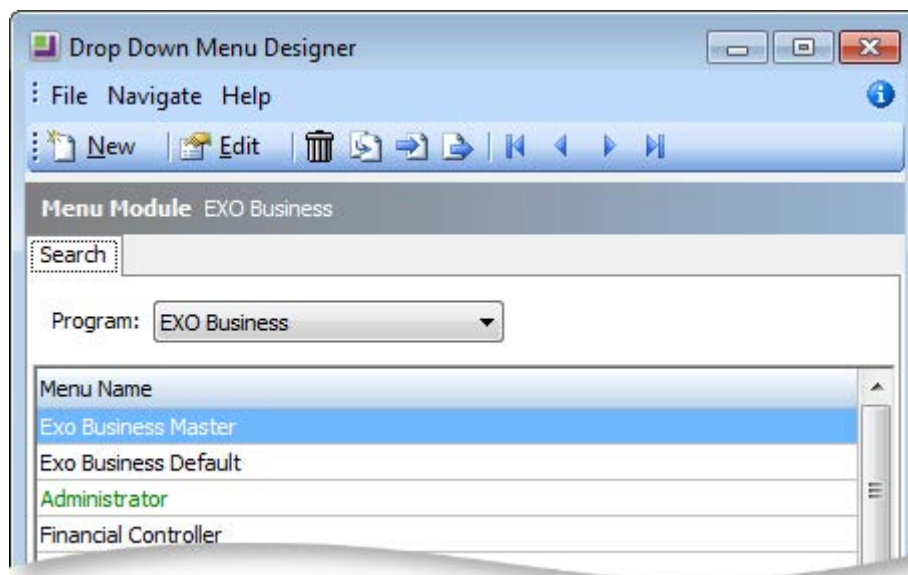 Drop Down Menu Designer
File Navigate Help
New Edit
Menu Module EXO Business
Search
Program: EXO Business
Menu Name
Exo Business Master
Exo Business Default
Administrator
Financial Controller